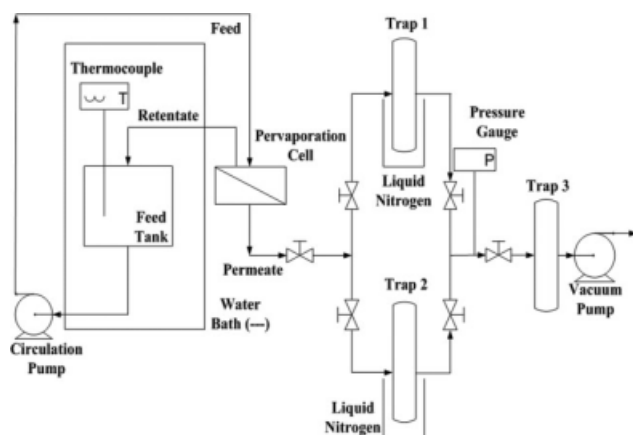 Feed
Trap 1
Thermocouple
T
Retentate
Pervaporation
Cell
Pressure
Gauge
P
Liquid
Nitrogen
Trap 3
Feed
Tank
Permeate
Trap 2
Water
Bath (---)
Vacuum
Pump
Circulation
Pump
Liquid
Nitrogen